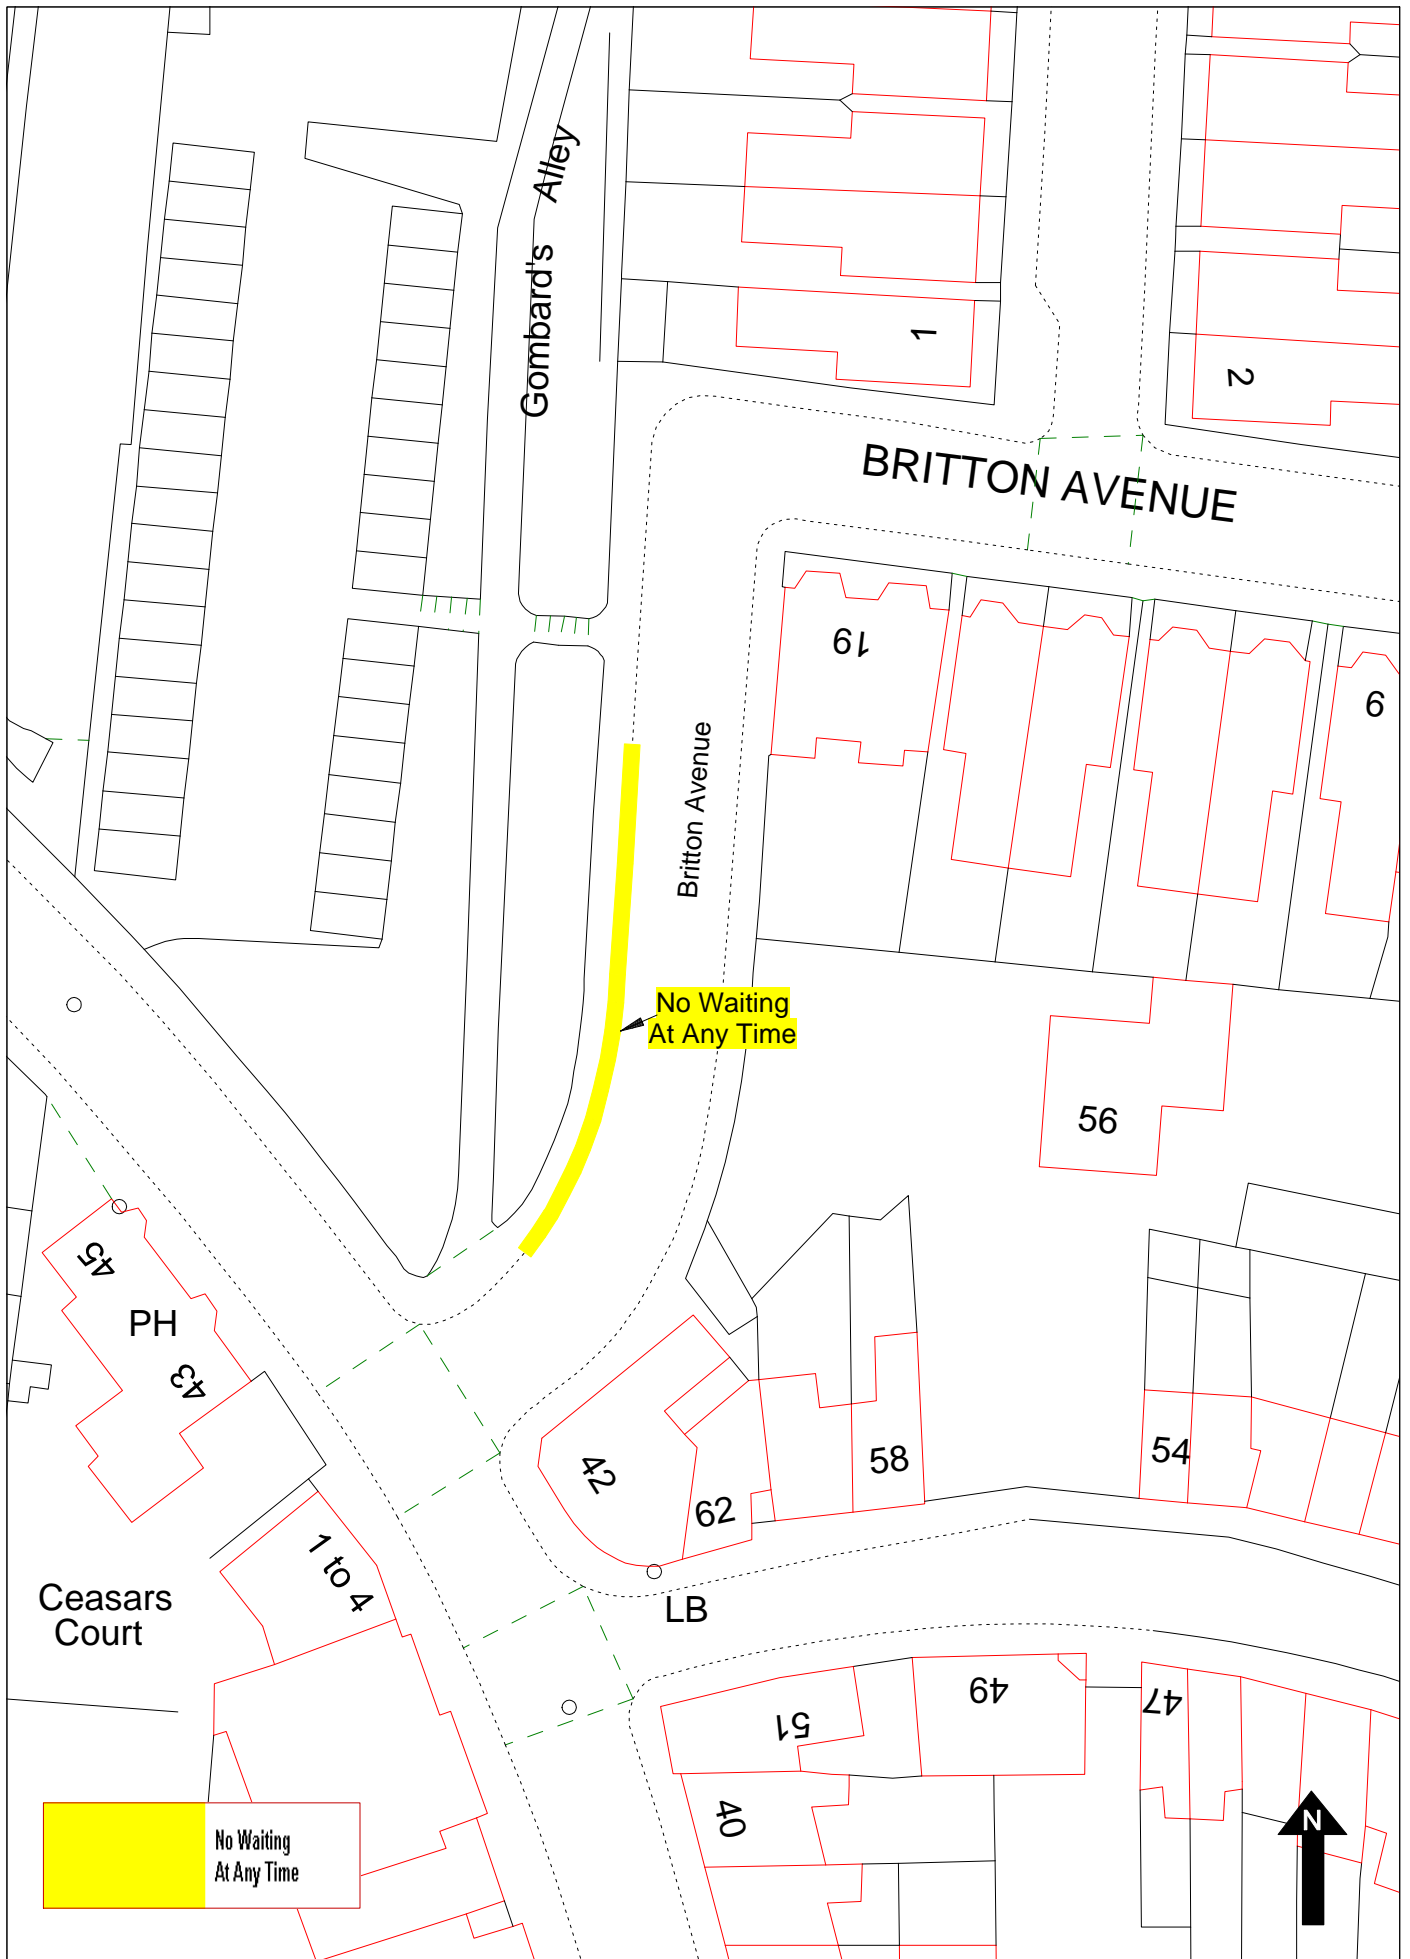 Gombard's Alley
1
2
BRITTON AVENUE
19
9
Britton Avenue
No Waiting
At Any Time
56
45
PH
43
42
58
54
62
1 to 4
Ceasars
Court
LB
51
49
47
40
No Waiting
At Any Time
N